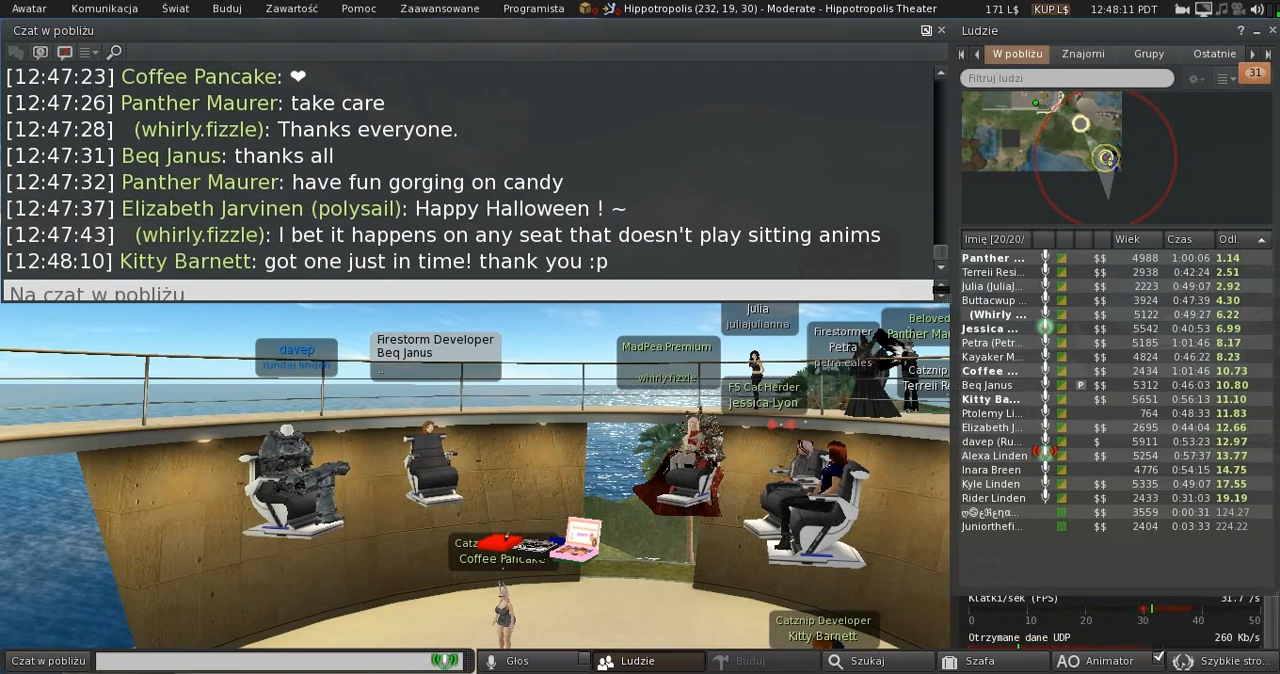 Awatar Komunikacja Świat Buduj Zawartość Pomoc Zaawansowane Programista Hippotropolis (232, 19, 30) - Moderate - Hippotropolis Theater 171 L$ KUP L$ 12:48:11 PDT
Czat w pobliżu
[12:47:23] Coffee Pancake: ❤
[12:47:26] Panther Maurer: take care
[12:47:28] (whirly.fizzle): Thanks everyone.
[12:47:31] Beq Janus: thanks all
[12:47:32] Panther Maurer: have fun gorging on candy
[12:47:37] Elizabeth Jarvinen (polysail): Happy Halloween ! ~
[12:47:43] (whirly.fizzle): I bet it happens on any seat that doesn't play sitting anims
[12:48:10] Kitty Barnett: got one just in time! thank you :p
Na czat w pobliżu
davep
Firestorm Developer
Beq Janus
..
MadPea Premium
whirly.fizzle
Julia
juliajulianna
Firestormer
Petra
petra.eales
Beloved
Panther Mau
Catznip
Terreii Res
FS Cat Herder
Jessica Lyon
Catz
Coffee Pancake
Catznip Developer
Kitty Barnett
Ludzie
W pobliżu Znajomi Grupy Ostatnie
31
Filtruj ludzi
Imię [20/20/ Wiek Czas Odl.
Panther ... $$ 4988 1:00:06 1.14
Terreii Resi... $$ 2938 0:42:24 2.51
Julia (JuliaJ... $$ 2223 0:49:07 2.92
Buttacwup ... $$ 3924 0:47:39 4.30
(Whirly ... $$ 5122 0:49:27 6.22
Jessica ... $$ 5542 0:40:53 6.99
Petra (Petr... $$ 5185 1:01:46 8.17
Kayaker M... $$ 4824 0:46:22 8.23
Coffee ... $$ 2434 1:01:46 10.73
Beq Janus P $$ 5312 0:46:03 10.80
Kitty Ba... $$ 5651 0:56:13 11.10
Ptolemy Li... 764 0:48:33 11.83
Elizabeth J... $$ 2695 0:44:04 12.66
davep (Ru... $ 5911 0:53:23 12.97
Alexa Linden $$ 5254 0:57:37 13.77
Inara Breen 4776 0:54:15 14.75
Kyle Linden $$ 5335 0:49:07 17.55
Rider Linden $$ 2433 0:31:03 19.19
$$ 3559 0:00:31 124.27
Juniorthefi... $$ 2404 0:03:33 224.22
Klatki/sek (FPS) 31.7 /s
0 10 20 30 40 50
Otrzymane dane UDP 260 Kb/s
Czat w pobliżu Głos Ludzie Buduj Szukaj Szafa AO Animator Szybkie stro...